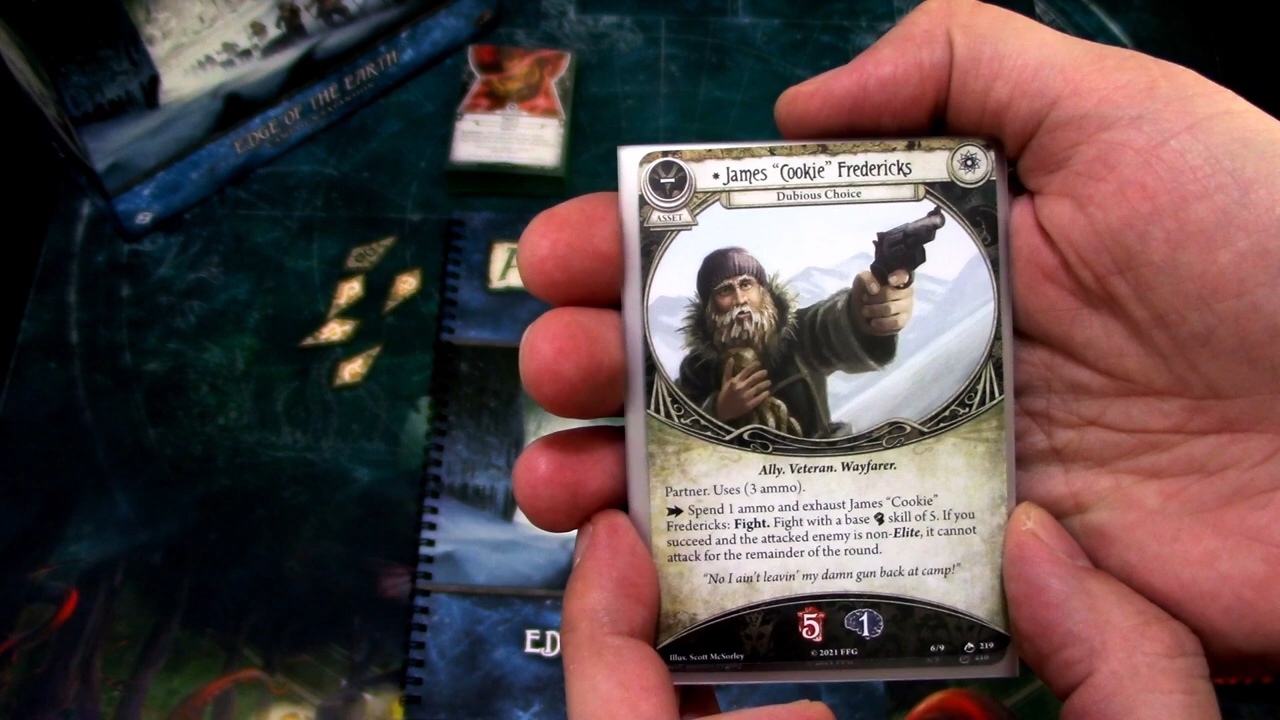 EDGE OF THE EARTH
James "Cookie" Fredericks
Dubious Choice
ASSET
Ally. Veteran. Wayfarer.
Partner. Uses (3 ammo).
Spend 1 ammo and exhaust James "Cookie"
Fredericks: Fight. Fight with a base skill of 5. If you
succeed and the attacked enemy is non-Elite, it cannot
attack for the remainder of the round.
"No I ain't leavin' my damn gun back at camp!"
5 1
Illus. Scott McSorley © 2021 FFG 6/9 219
A
ED